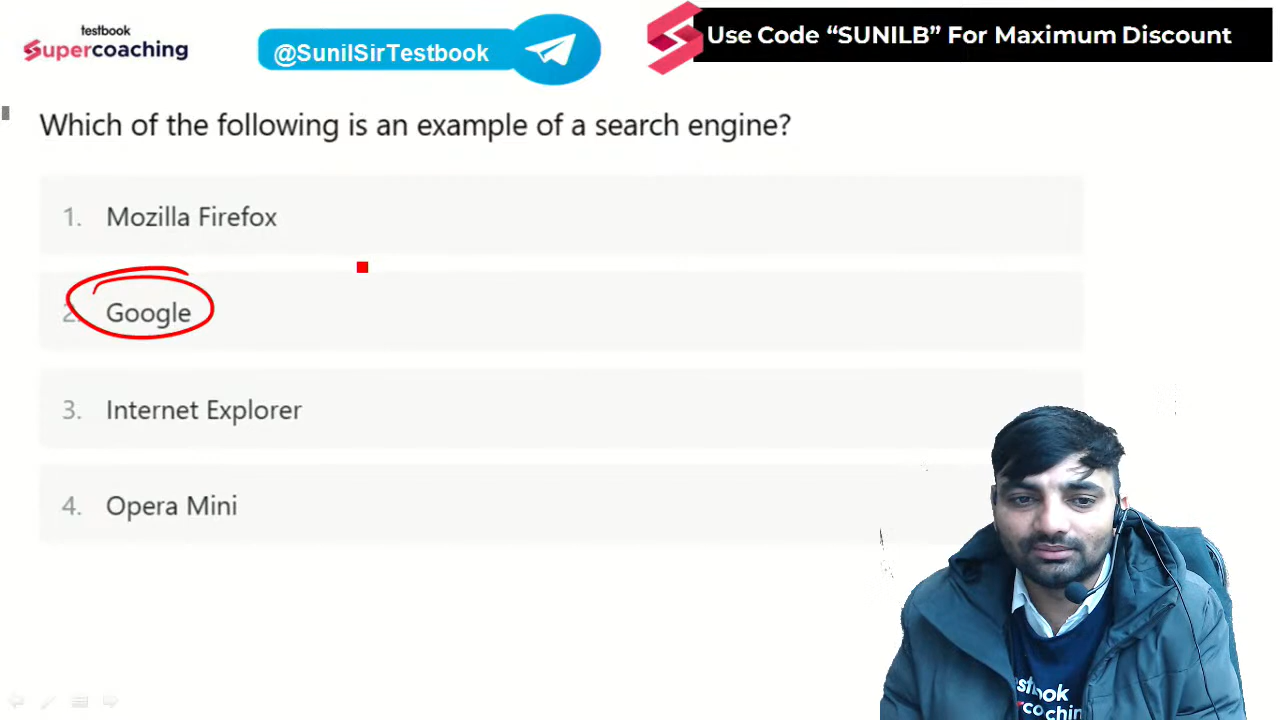 testbook
Supercoaching
@SunilSirTestbook
Use Code “SUNILB” For Maximum Discount
Which of the following is an example of a search engine?
1. Mozilla Firefox
2. Google
3. Internet Explorer
4. Opera Mini